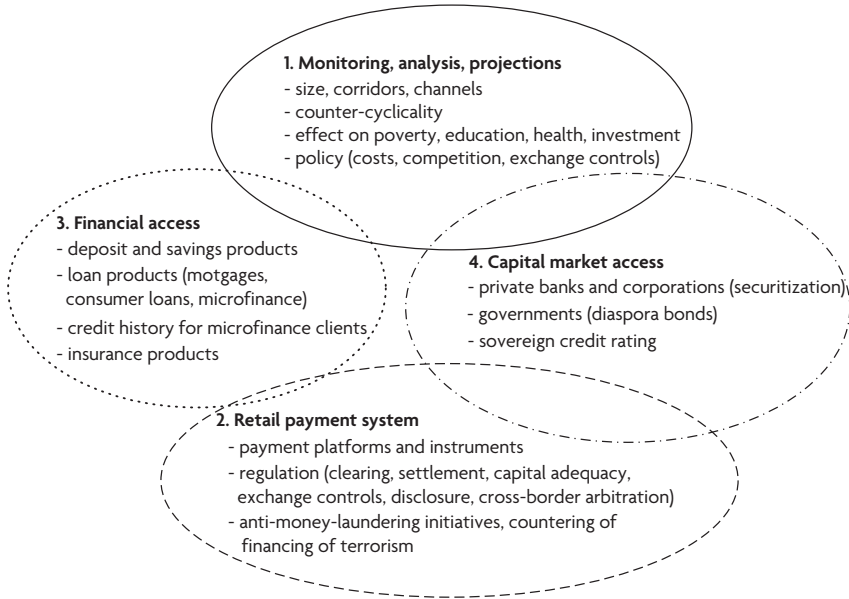 1. Monitoring, analysis, projections
- size, corridors, channels
- counter-cyclicality
- effect on poverty, education, health, investment
- policy (costs, competition, exchange controls)
3. Financial access
- deposit and savings products
- loan products (motgages,
consumer loans, microfinance)
- credit history for microfinance clients
- insurance products
4. Capital market access
- private banks and corporations (securitization)
- governments (diaspora bonds)
- sovereign credit rating
2. Retail payment system
- payment platforms and instruments
- regulation (clearing, settlement, capital adequacy,
exchange controls, disclosure, cross-border arbitration)
- anti-money-laundering initiatives, countering of
financing of terrorism